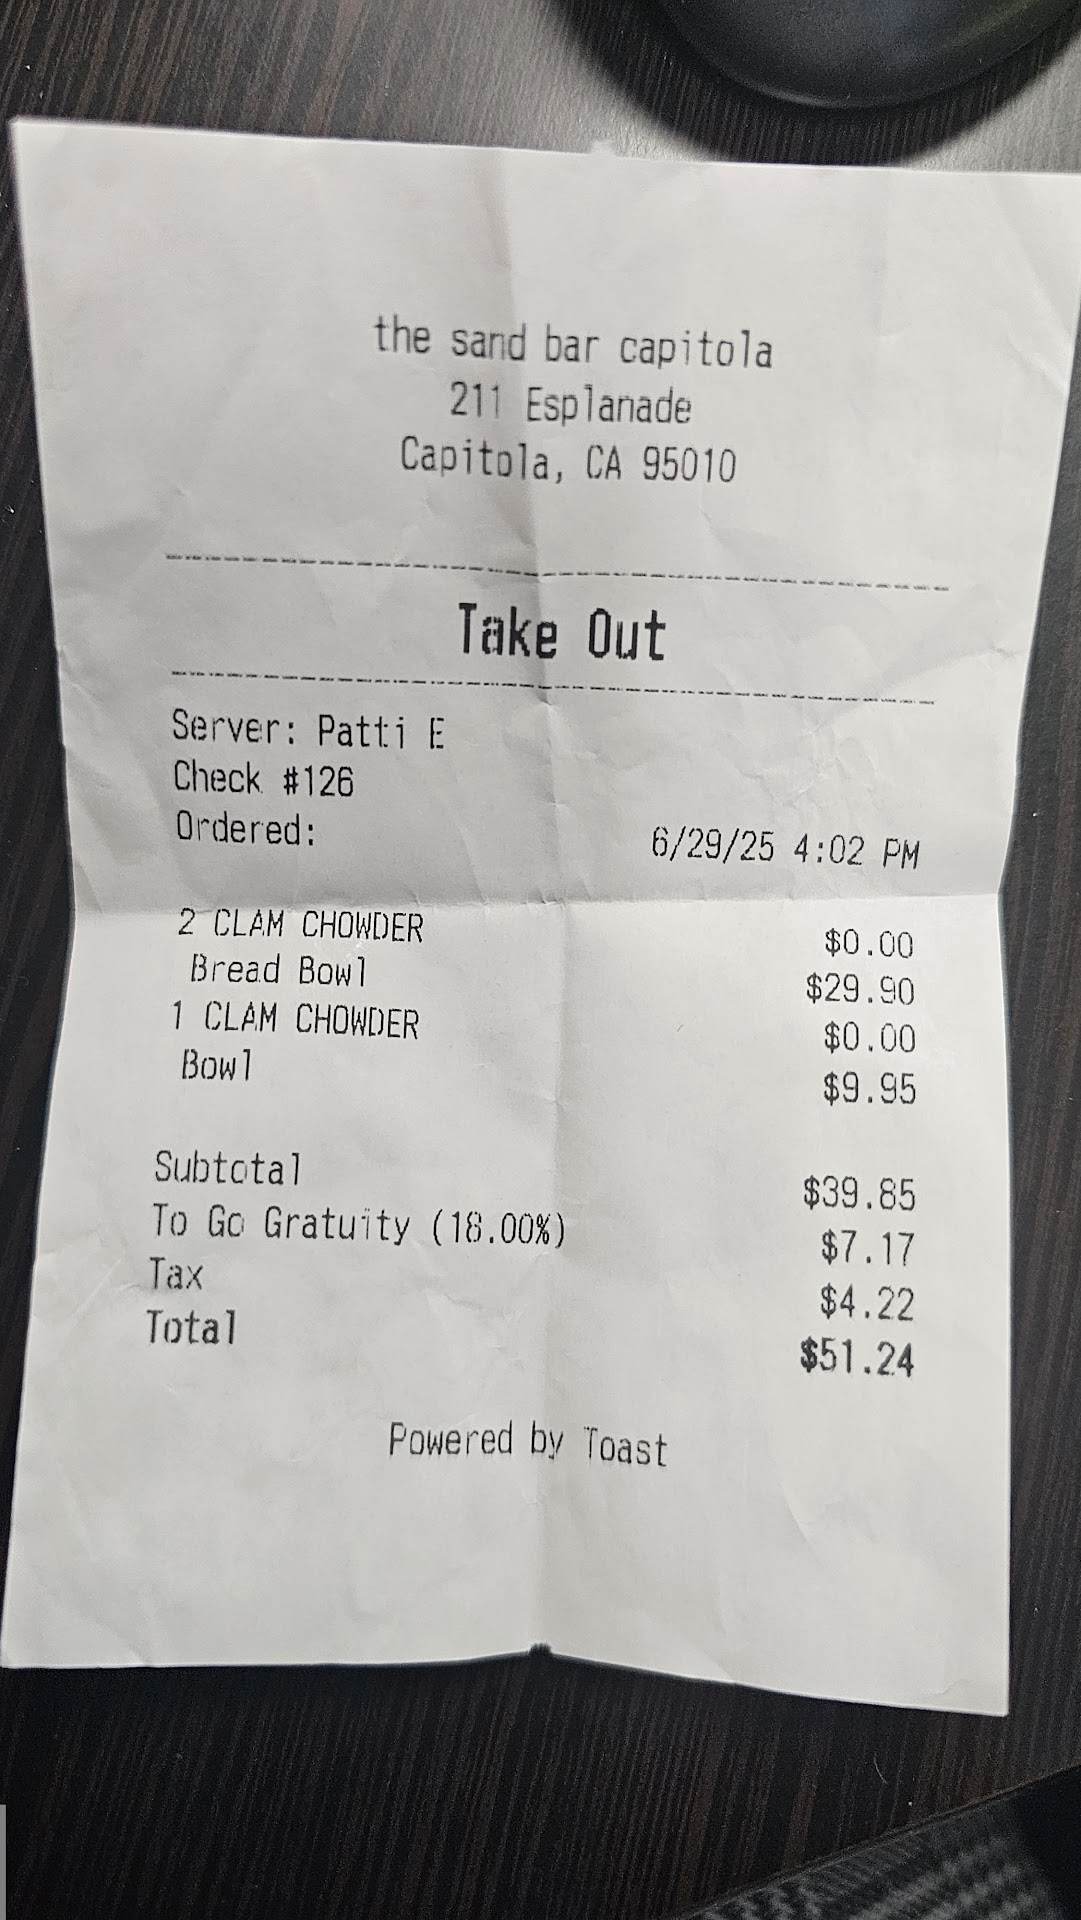 the sand bar capitola
211 Esplanade
Capitola, CA 95010
Take Out
Server: Patti E
Check #126
Ordered: 6/29/25 4:02 PM
2 CLAM CHOWDER $0.00
Bread Bowl $29.90
1 CLAM CHOWDER $0.00
Bowl $9.95
Subtotal $39.85
To Go Gratuity (18.00%) $7.17
Tax $4.22
Total $51.24
Powered by Toast